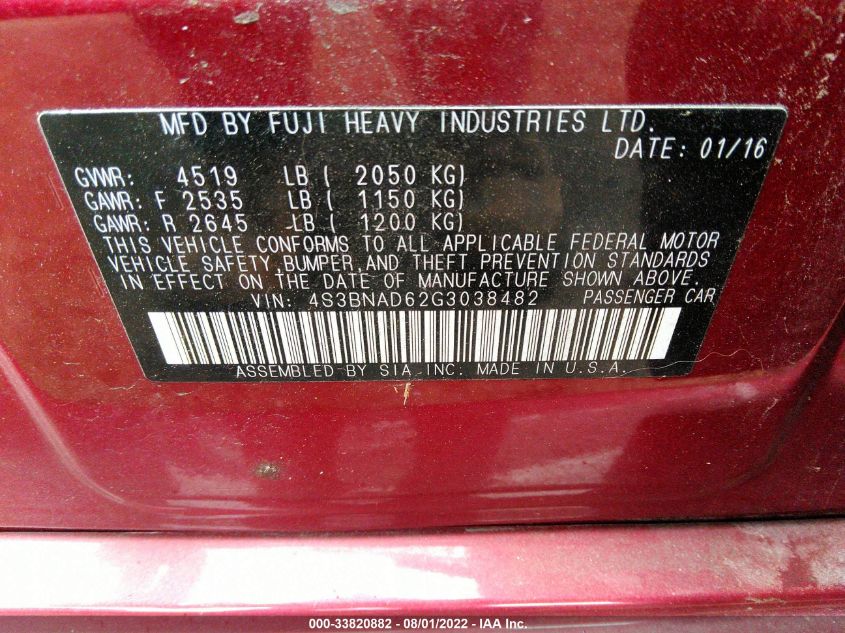 MFD BY FUJI HEAVY INDUSTRIES LTD.
DATE: 01/16
GVWR: 4519 LB ( 2050 KG)
GAWR: F 2535 LB ( 1150 KG)
GAWR: R 2645 LB ( 1200 KG)
THIS VEHICLE CONFORMS TO ALL APPLICABLE FEDERAL MOTOR
VEHICLE SAFETY, BUMPER, AND THEFT PREVENTION STANDARDS
IN EFFECT ON THE DATE OF MANUFACTURE SHOWN ABOVE.
VIN: 4S3BNAD62G3038482 PASSENGER CAR
ASSEMBLED BY SIA INC. MADE IN U.S.A.
000-33820882 - 08/01/2022 - IAA Inc.